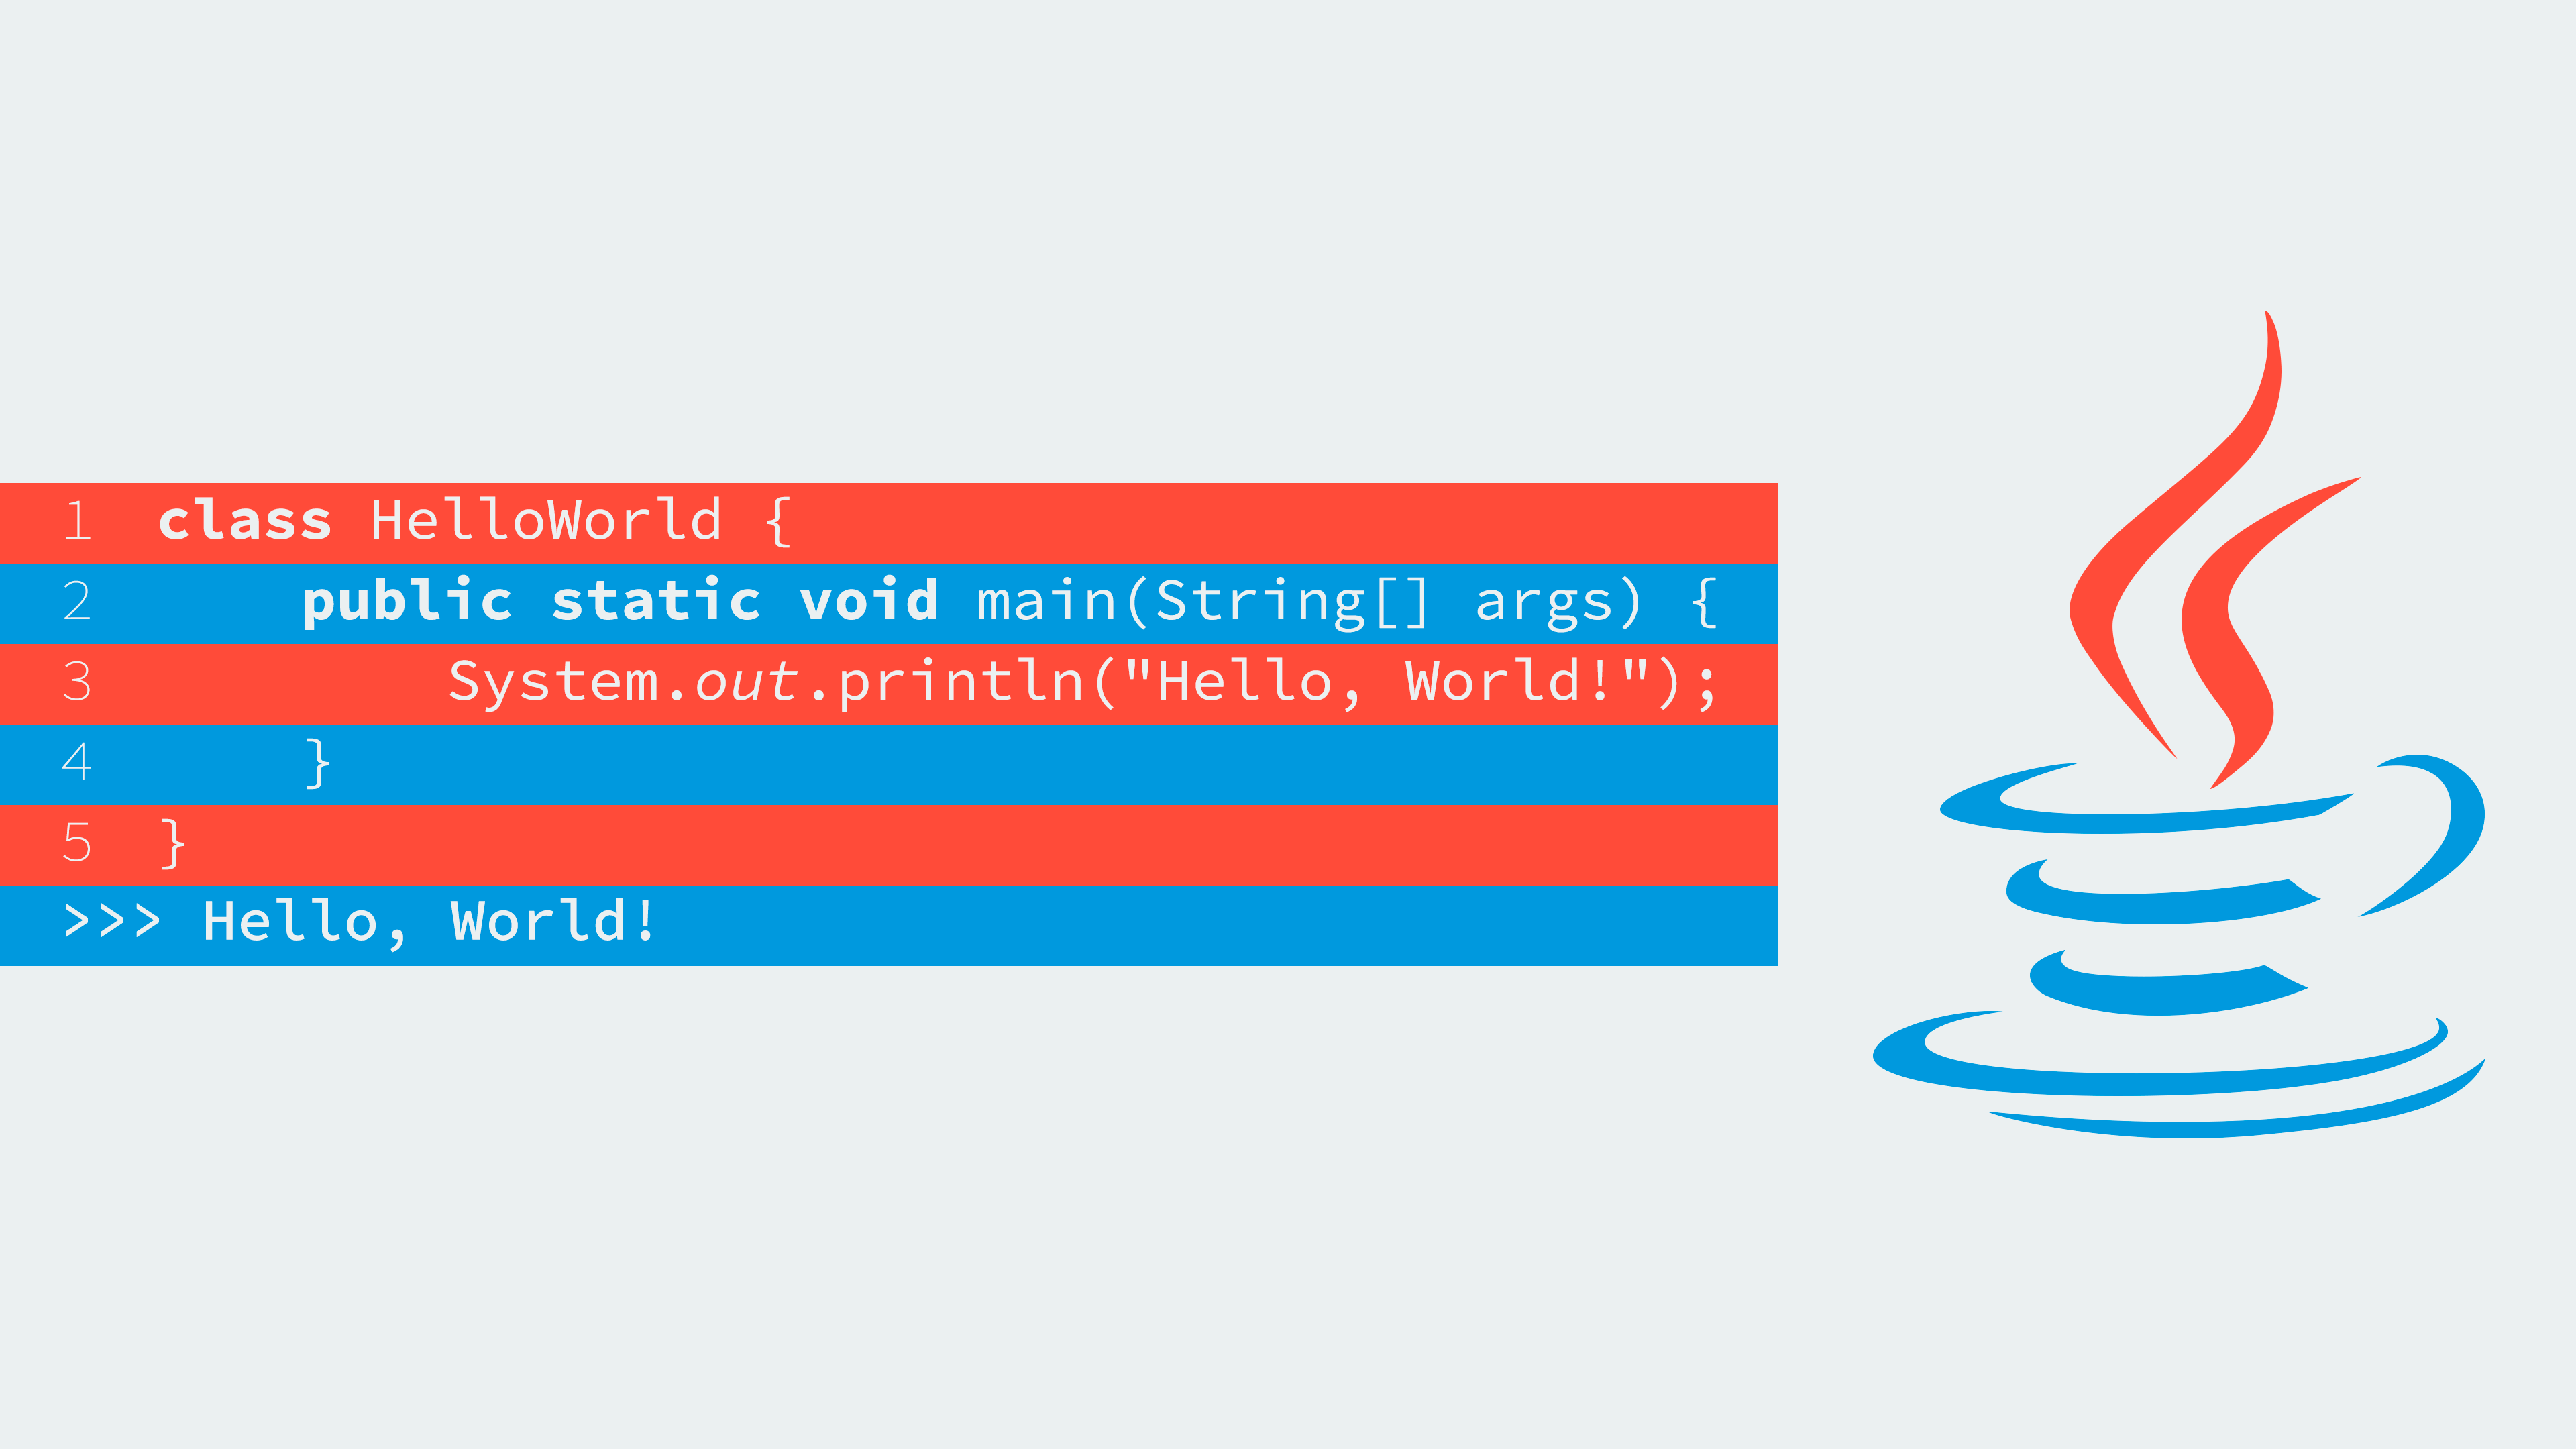 1 class HelloWorld {
2 public static void main(String[] args) {
3 System.out.println("Hello, World!");
4 }
5 }
>>> Hello, World!